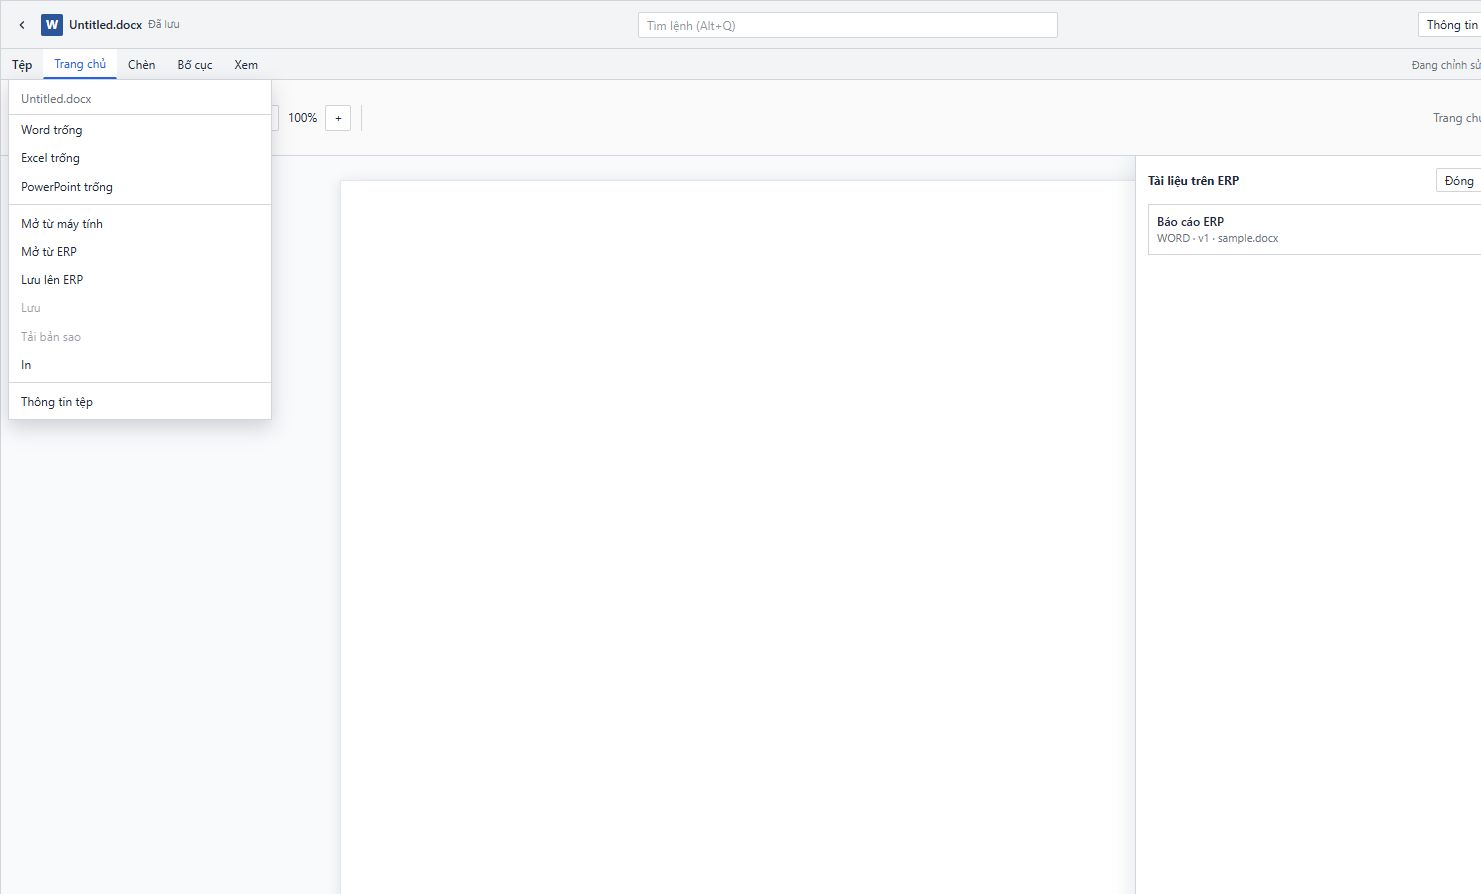 W Untitled.docx Đã lưu
Tìm lệnh (Alt+Q)
Thông tin
Tệp Trang chủ Chèn Bố cục Xem
Đang chỉnh sử
Untitled.docx
Word trống
Excel trống
PowerPoint trống
Mở từ máy tính
Mở từ ERP
Lưu lên ERP
Lưu
Tải bản sao
In
Thông tin tệp
100% +
Trang chủ
Tài liệu trên ERP
Đóng
Báo cáo ERP
WORD · v1 · sample.docx